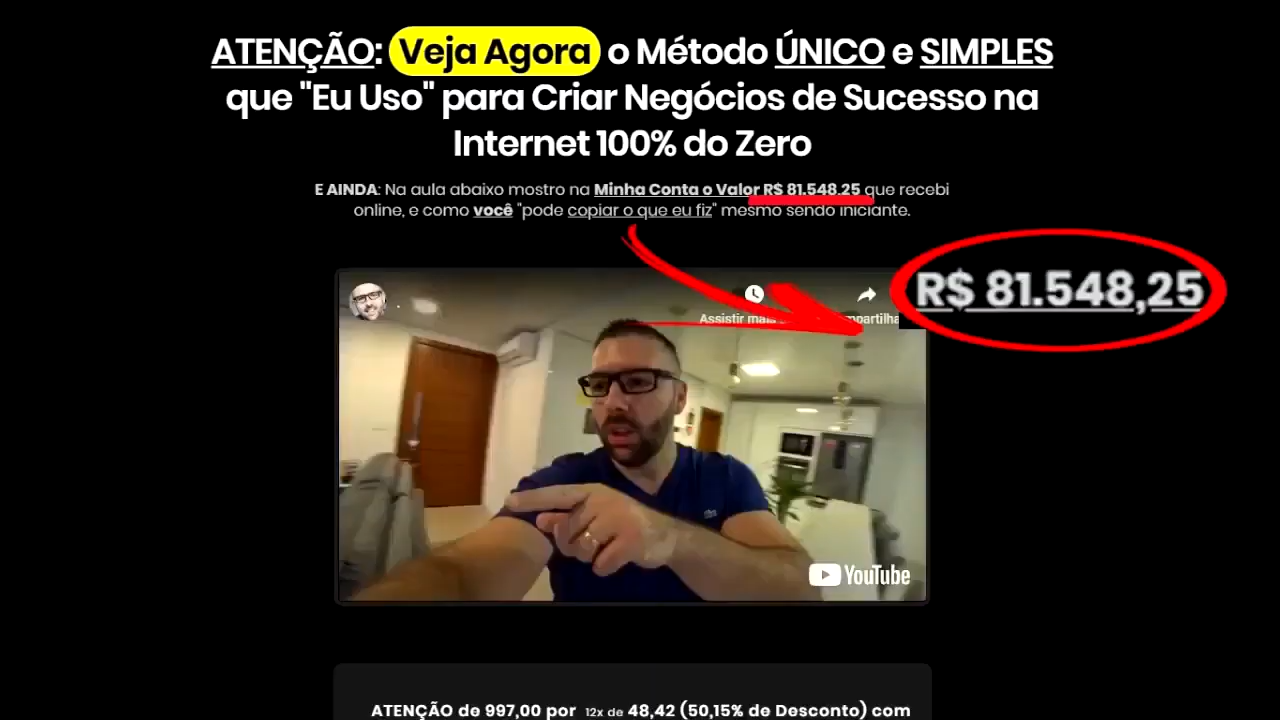 ATENÇÃO: Veja Agora o Método ÚNICO e SIMPLES
que "Eu Uso" para Criar Negócios de Sucesso na
Internet 100% do Zero
E AINDA: Na aula abaixo mostro na Minha Conta o Valor R$ 81.548,25 que recebi
online, e como você "pode copiar o que eu fiz" mesmo sendo iniciante.
R$ 81.548,25
.
Assistir mais
YouTube
ATENÇÃO de 997,00 por 12x de 48,42 (50,15% de Desconto) com